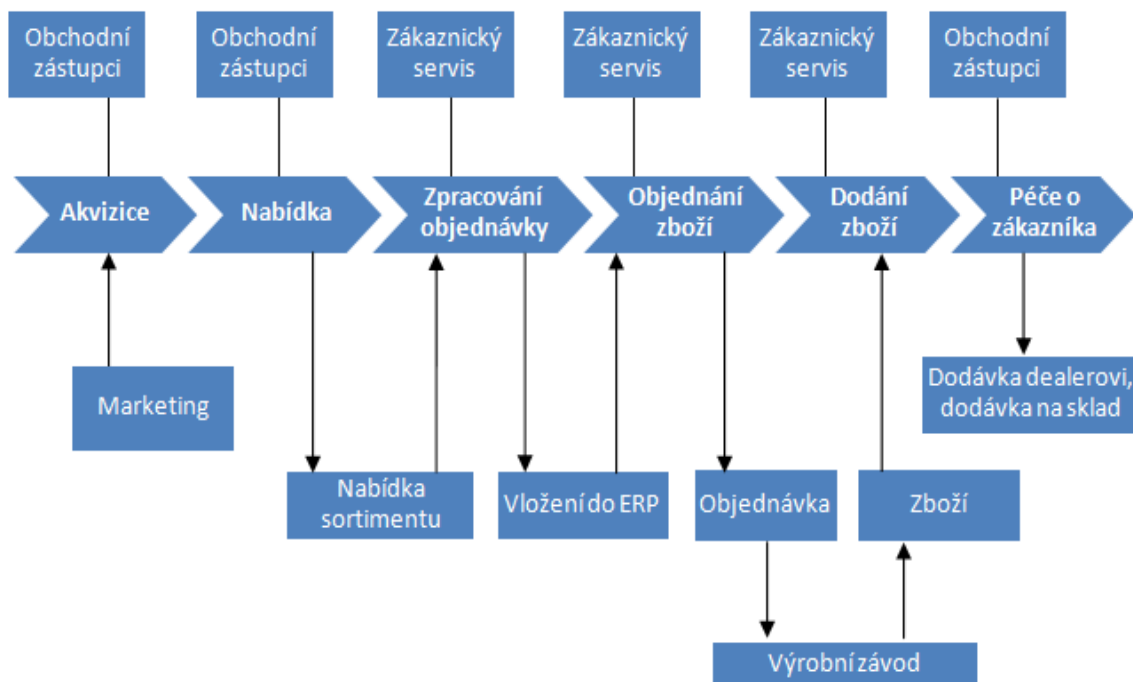 Obchodní
zástupci
Obchodní
zástupci
Zákaznický
servis
Zákaznický
servis
Zákaznický
servis
Obchodní
zástupci
Akvizice
Nabídka
Zpracování
objednávky
Objednání
zboží
Dodání
zboží
Péče o
zákazníka
Marketing
Dodávka dealerovi,
dodávka na sklad
Nabídka
sortimentu
Vložení do ERP
Objednávka
Zboží
Výrobní závod